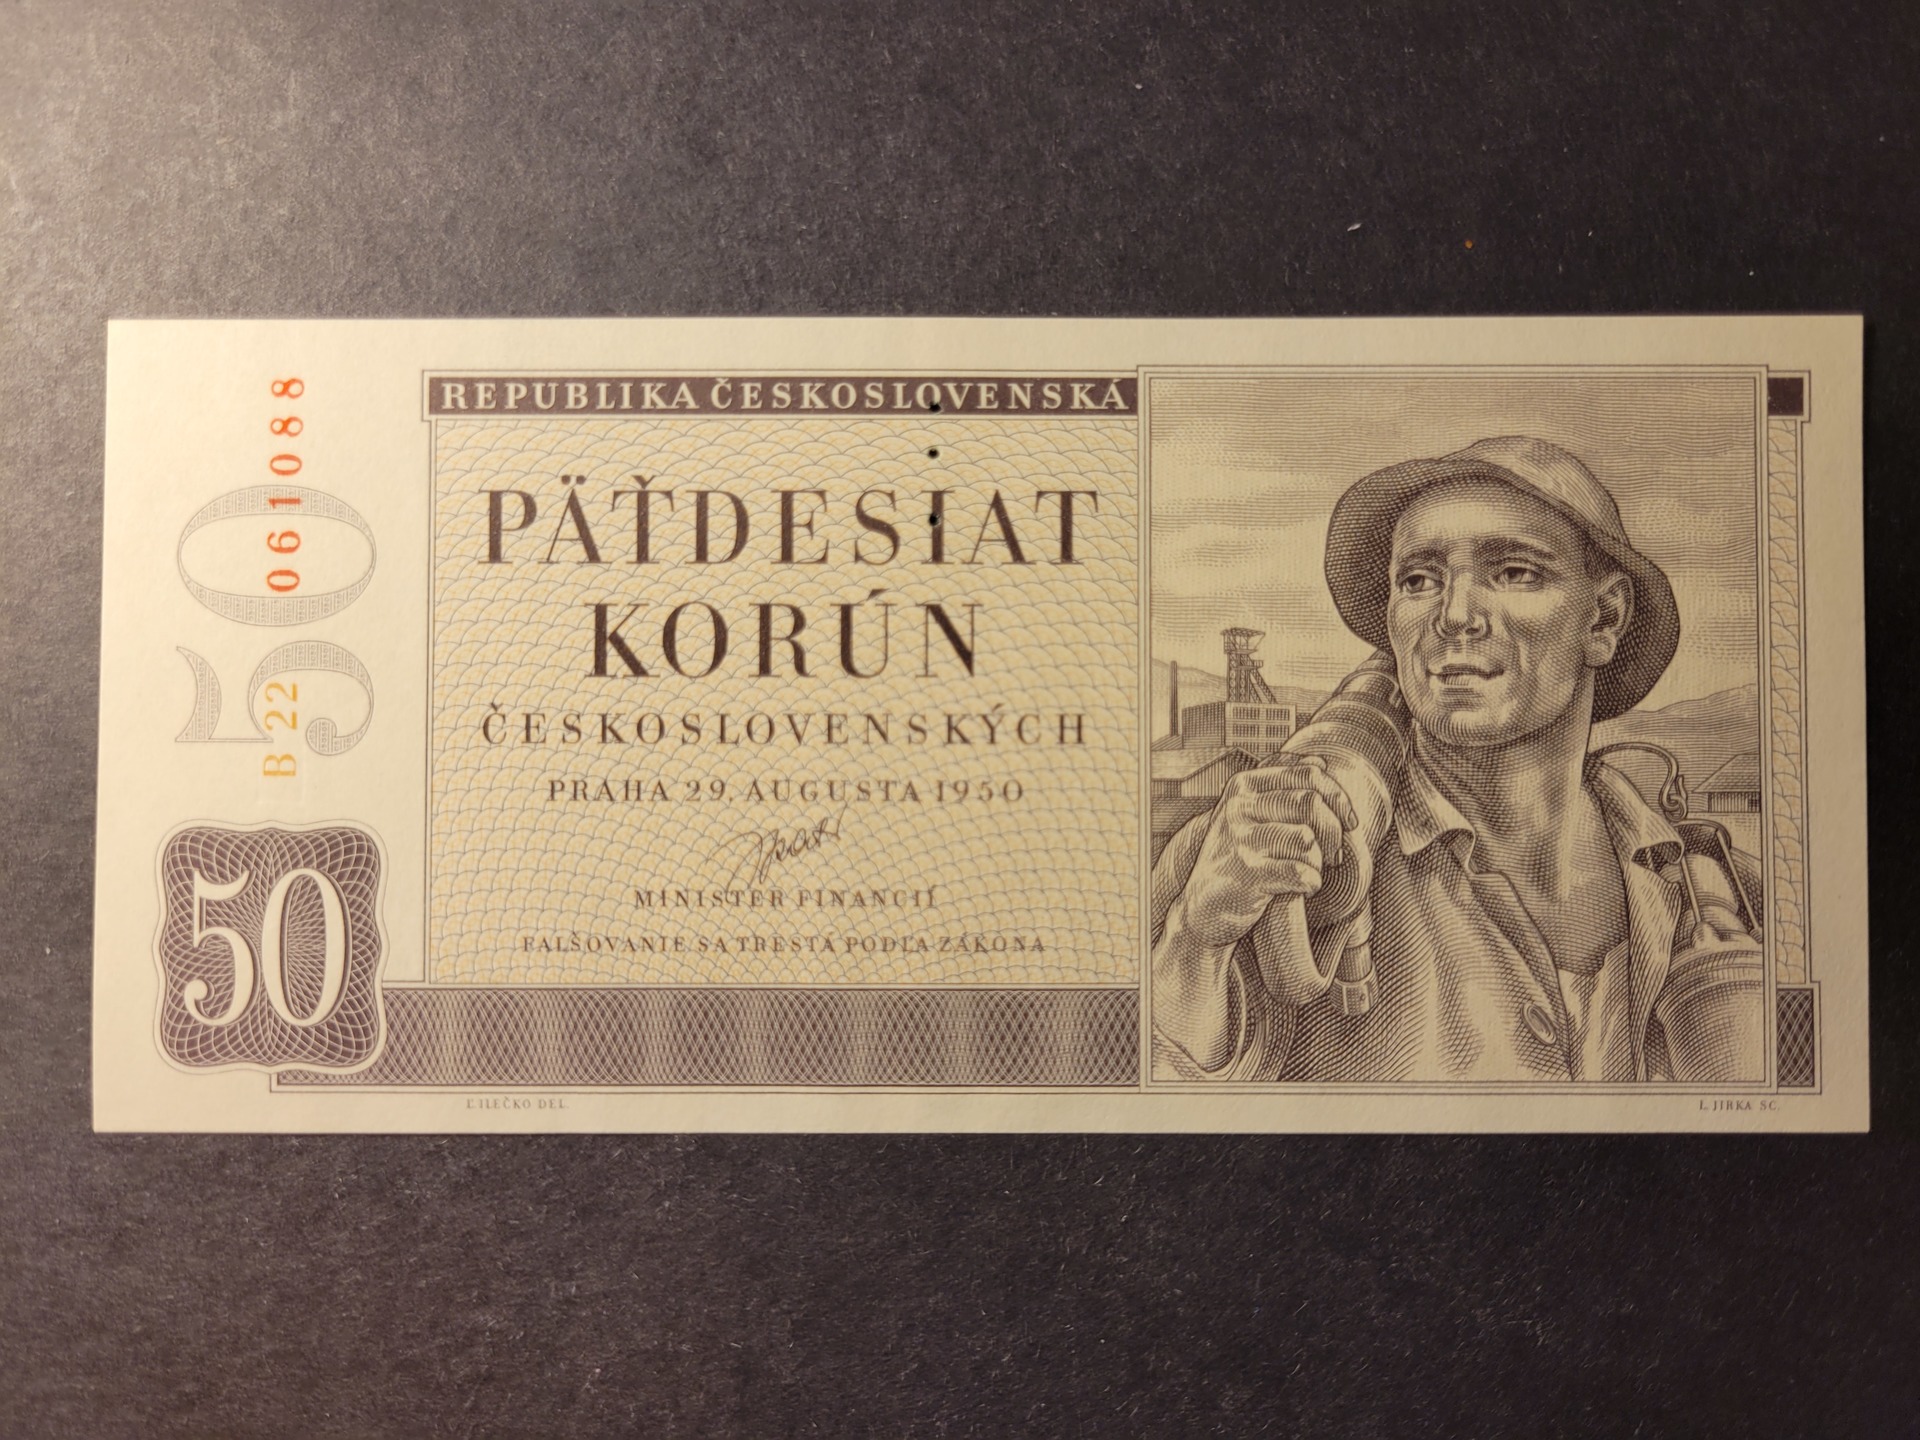 REPUBLIKA ČESKOSLOVENSKÁ
PÄŤDESIAT
KORÚN
ČESKOSLOVENSKÝCH
PRAHA 29. AUGUSTA 1950
MINISTER FINANCIÍ
FALŠOVANIE SA TRESTÁ PODĽA ZÁKONA
50
B 22 061088
50
Ľ. ILEČKO DEL.
L. JIRKA SC.